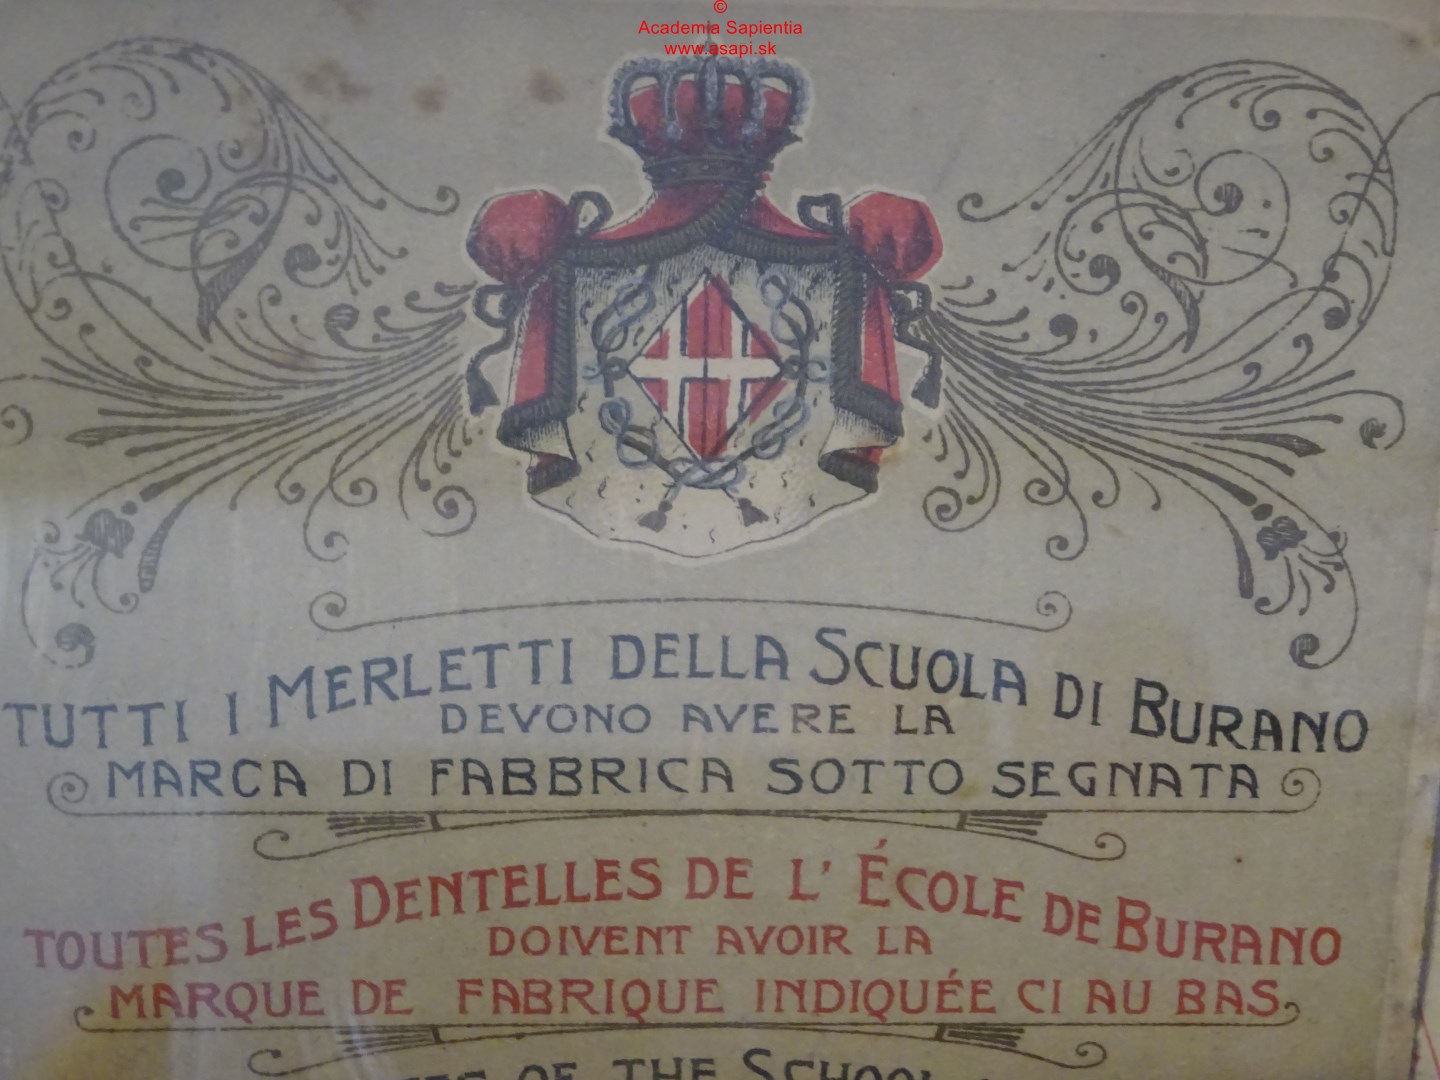 ©
Academia Sapientia
www.asapi.sk
TUTTI I MERLETTI DELLA SCUOLA DI BURANO
DEVONO AVERE LA
MARCA DI FABBRICA SOTTO SEGNATA
TOUTES LES DENTELLES DE L' ÉCOLE DE BURANO
DOIVENT AVOIR LA
MARQUE DE FABRIQUE INDIQUÉE CI AU BAS
OF THE SCHOOL